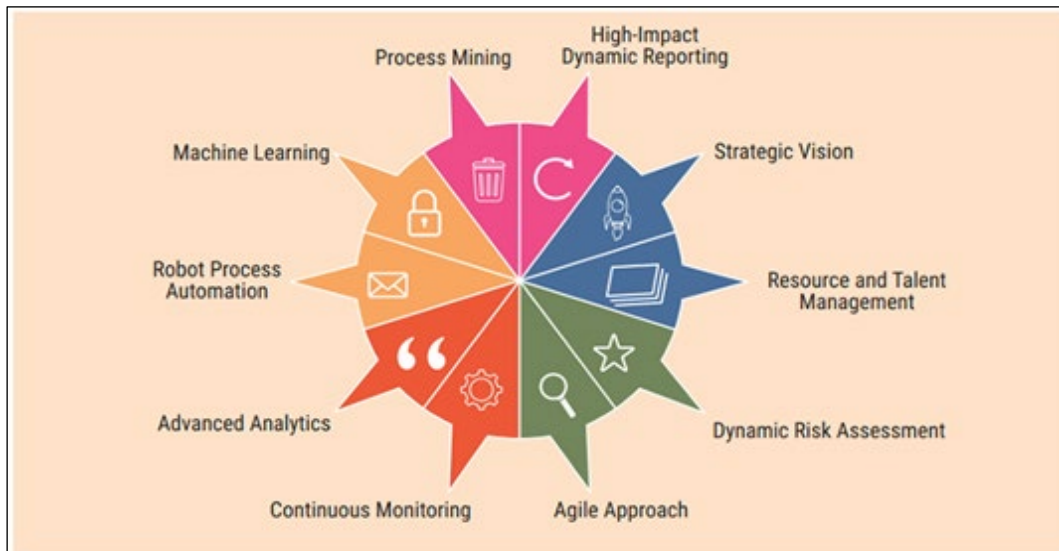 Process Mining
High-Impact
Dynamic Reporting
Machine Learning
Strategic Vision
Robot Process
Automation
Resource and Talent
Management
Advanced Analytics
Dynamic Risk Assessment
Continuous Monitoring
Agile Approach